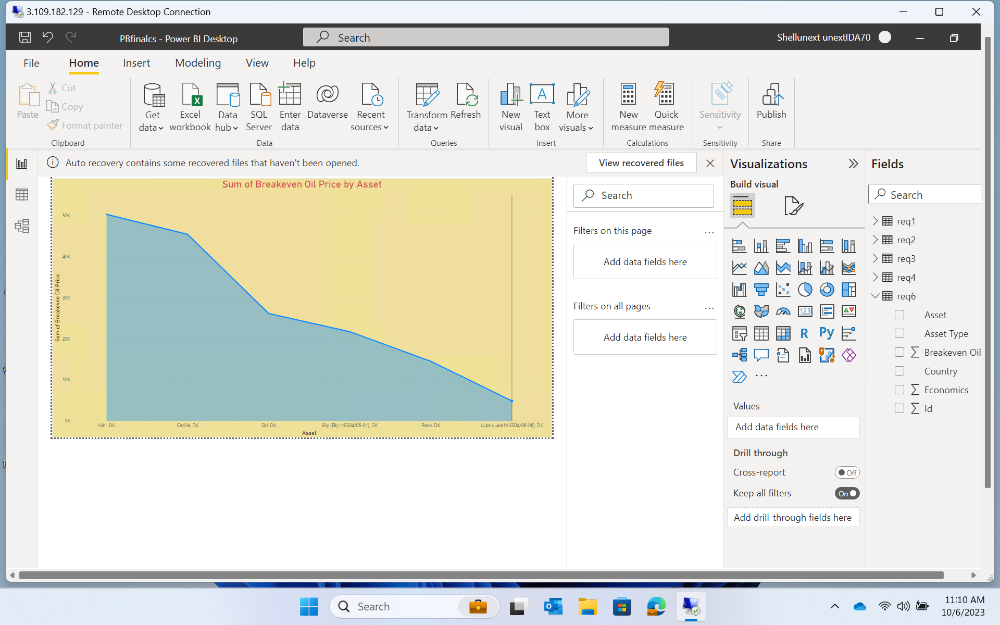 3.109.182.129 - Remote Desktop Connection
PBfinalcs - Power BI Desktop
Search
Shellunext unextIDA70
File Home Insert Modeling View Help
Paste
Cut
Copy
Format painter
Clipboard
Get data
Excel workbook
Data hub
SQL Server
Enter data
Dataverse
Recent sources
Data
Transform data
Refresh
Queries
New visual
Text box
More visuals
Insert
New measure
Quick measure
Calculations
Sensitivity
Sensitivity
Publish
Share
Auto recovery contains some recovered files that haven't been opened.
View recovered files
Sum of Breakeven Oil Price by Asset
Sum of Breakeven Oil Price
50K
40K
30K
20K
10K
0K
Nini, DK
Cecilie, DK
Siri, DK
Elly (Elly-1:5504/06-01), DK
Ravn, DK
Luke (Luke1X:5504/06-06), DK
Asset
Search
Filters on this page ...
Add data fields here
Filters on all pages ...
Add data fields here
Visualizations
Build visual
123
R
Py
...
Values
Add data fields here
Drill through
Cross-report
Off
Keep all filters
On
Add drill-through fields here
Fields
Search
req1
req2
req3
req4
req6
Asset
Asset Type
Σ Breakeven Oil
Country
Σ Economics
Σ Id
Search
11:10 AM
10/6/2023